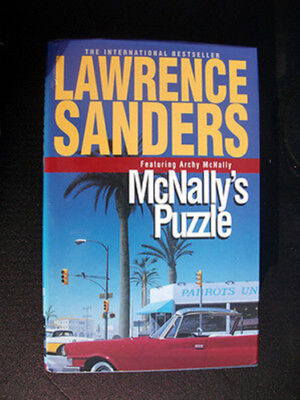 THE INTERNATIONAL BESTSELLER
LAWRENCE
SANDERS
Featuring Archy McNally
McNally's
Puzzle
PARROTS UN